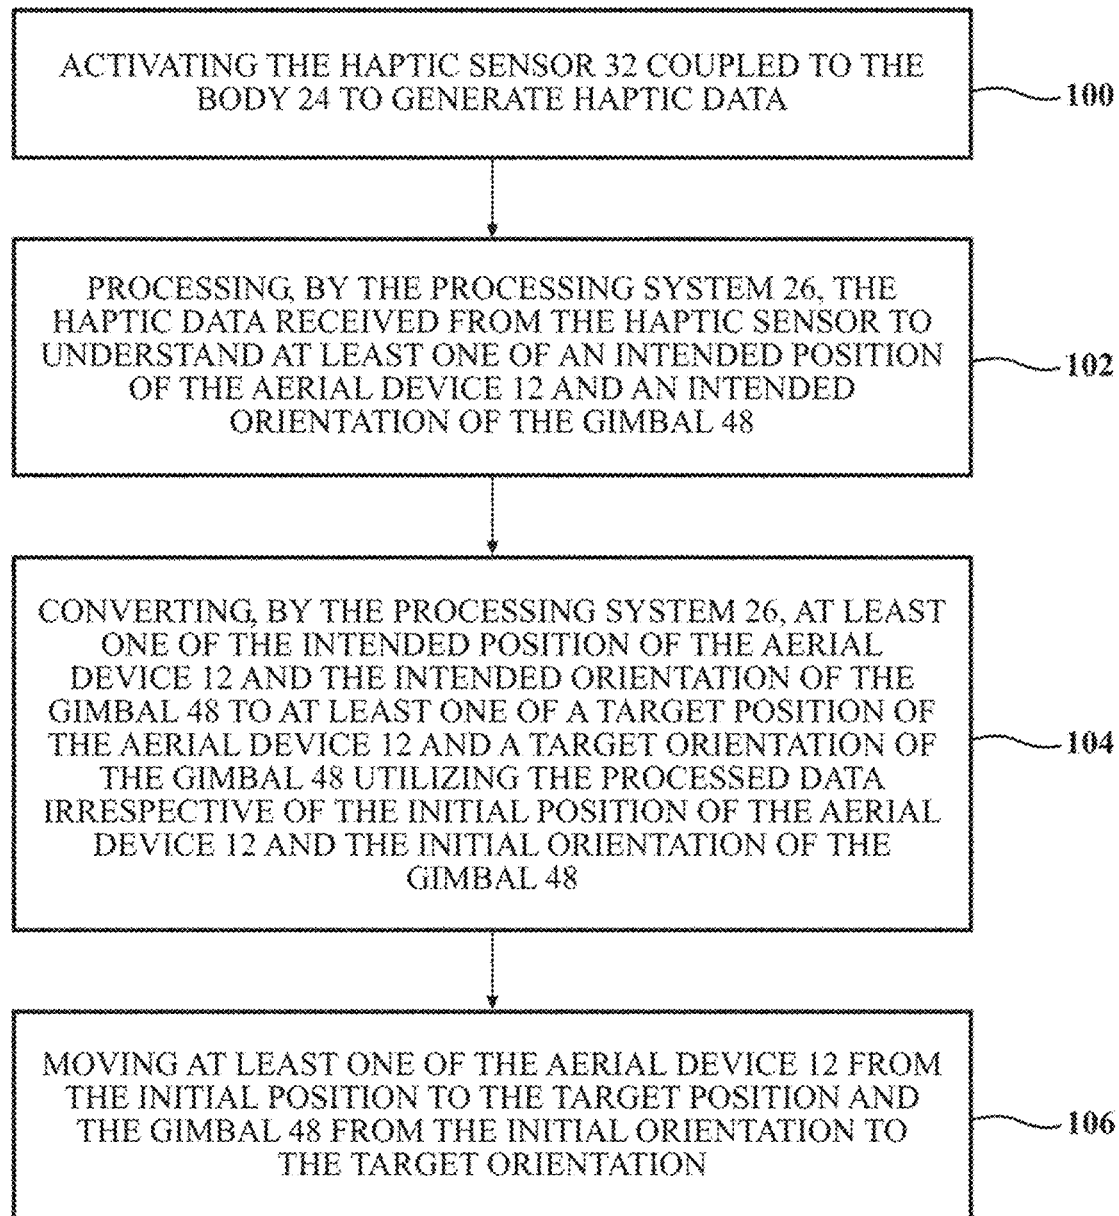 ACTIVATING THE HAPTIC SENSOR 32 COUPLED TO THE
BODY 24 TO GENERATE HAPTIC DATA
100
PROCESSING, BY THE PROCESSING SYSTEM 26, THE
HAPTIC DATA RECEIVED FROM THE HAPTIC SENSOR TO
UNDERSTAND AT LEAST ONE OF AN INTENDED POSITION
OF THE AERIAL DEVICE 12 AND AN INTENDED
ORIENTATION OF THE GIMBAL 48
102
CONVERTING, BY THE PROCESSING SYSTEM 26, AT LEAST
ONE OF THE INTENDED POSITION OF THE AERIAL
DEVICE 12 AND THE INTENDED ORIENTATION OF THE
GIMBAL 48 TO AT LEAST ONE OF A TARGET POSITION OF
THE AERIAL DEVICE 12 AND A TARGET ORIENTATION OF
THE GIMBAL 48 UTILIZING THE PROCESSED DATA
IRRESPECTIVE OF THE INITIAL POSITION OF THE AERIAL
DEVICE 12 AND THE INITIAL ORIENTATION OF THE
GIMBAL 48
104
MOVING AT LEAST ONE OF THE AERIAL DEVICE 12 FROM
THE INITIAL POSITION TO THE TARGET POSITION AND
THE GIMBAL 48 FROM THE INITIAL ORIENTATION TO
THE TARGET ORIENTATION
106